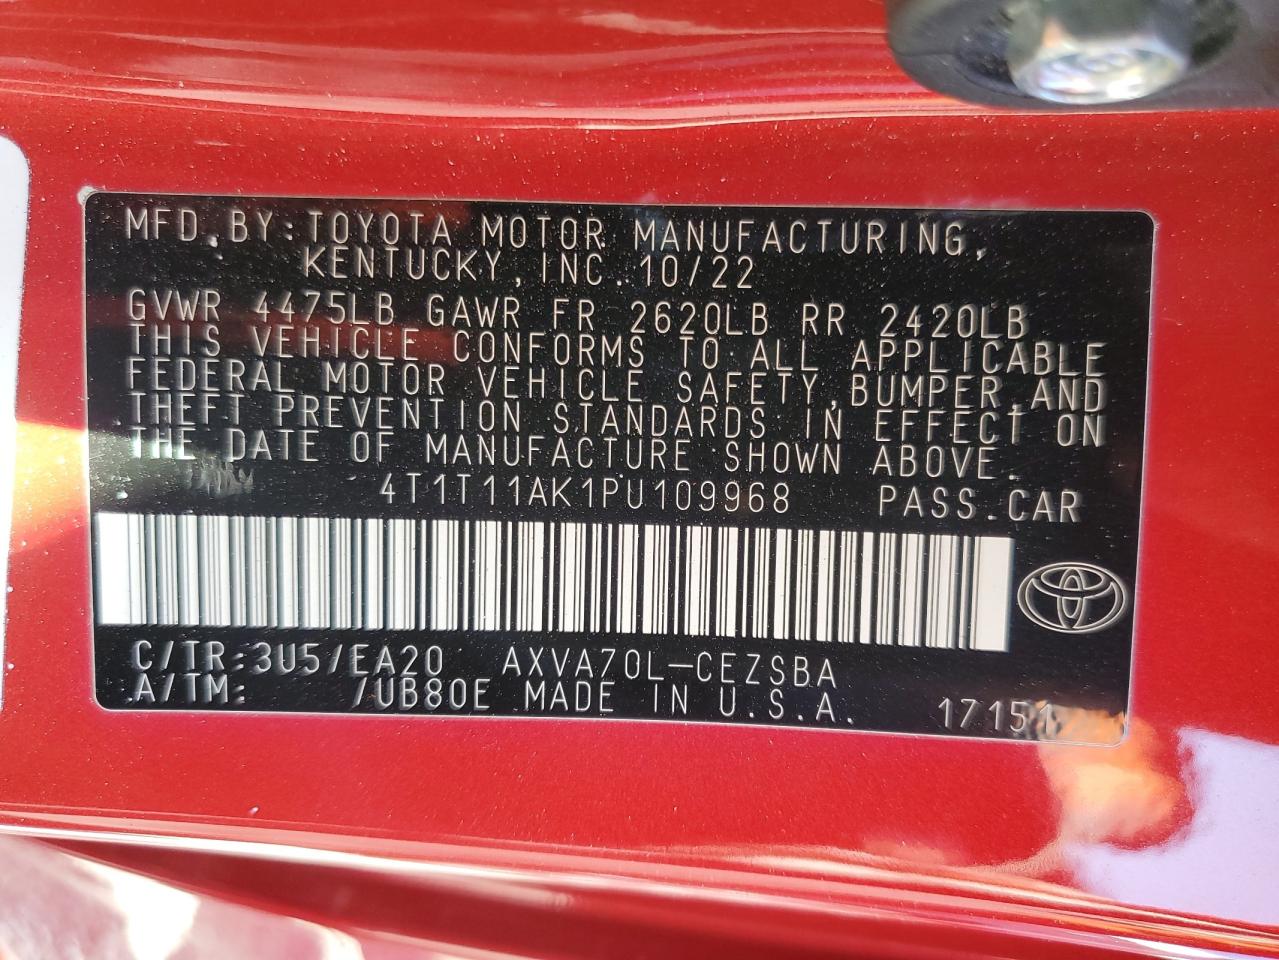 MFD.BY:TOYOTA MOTOR MANUFACTURING,
KENTUCKY,INC. 10/22
GVWR 4475LB GAWR FR 2620LB RR 2420LB
THIS VEHICLE CONFORMS TO ALL APPLICABLE
FEDERAL MOTOR VEHICLE SAFETY,BUMPER,AND
THEFT PREVENTION STANDARDS IN EFFECT ON
THE DATE OF MANUFACTURE SHOWN ABOVE.
4T1T11AK1PU109968 PASS.CAR
C/TR:3U5/EA20 AXVA70L-CEZSBA
A/TM: /UB80E MADE IN U.S.A.